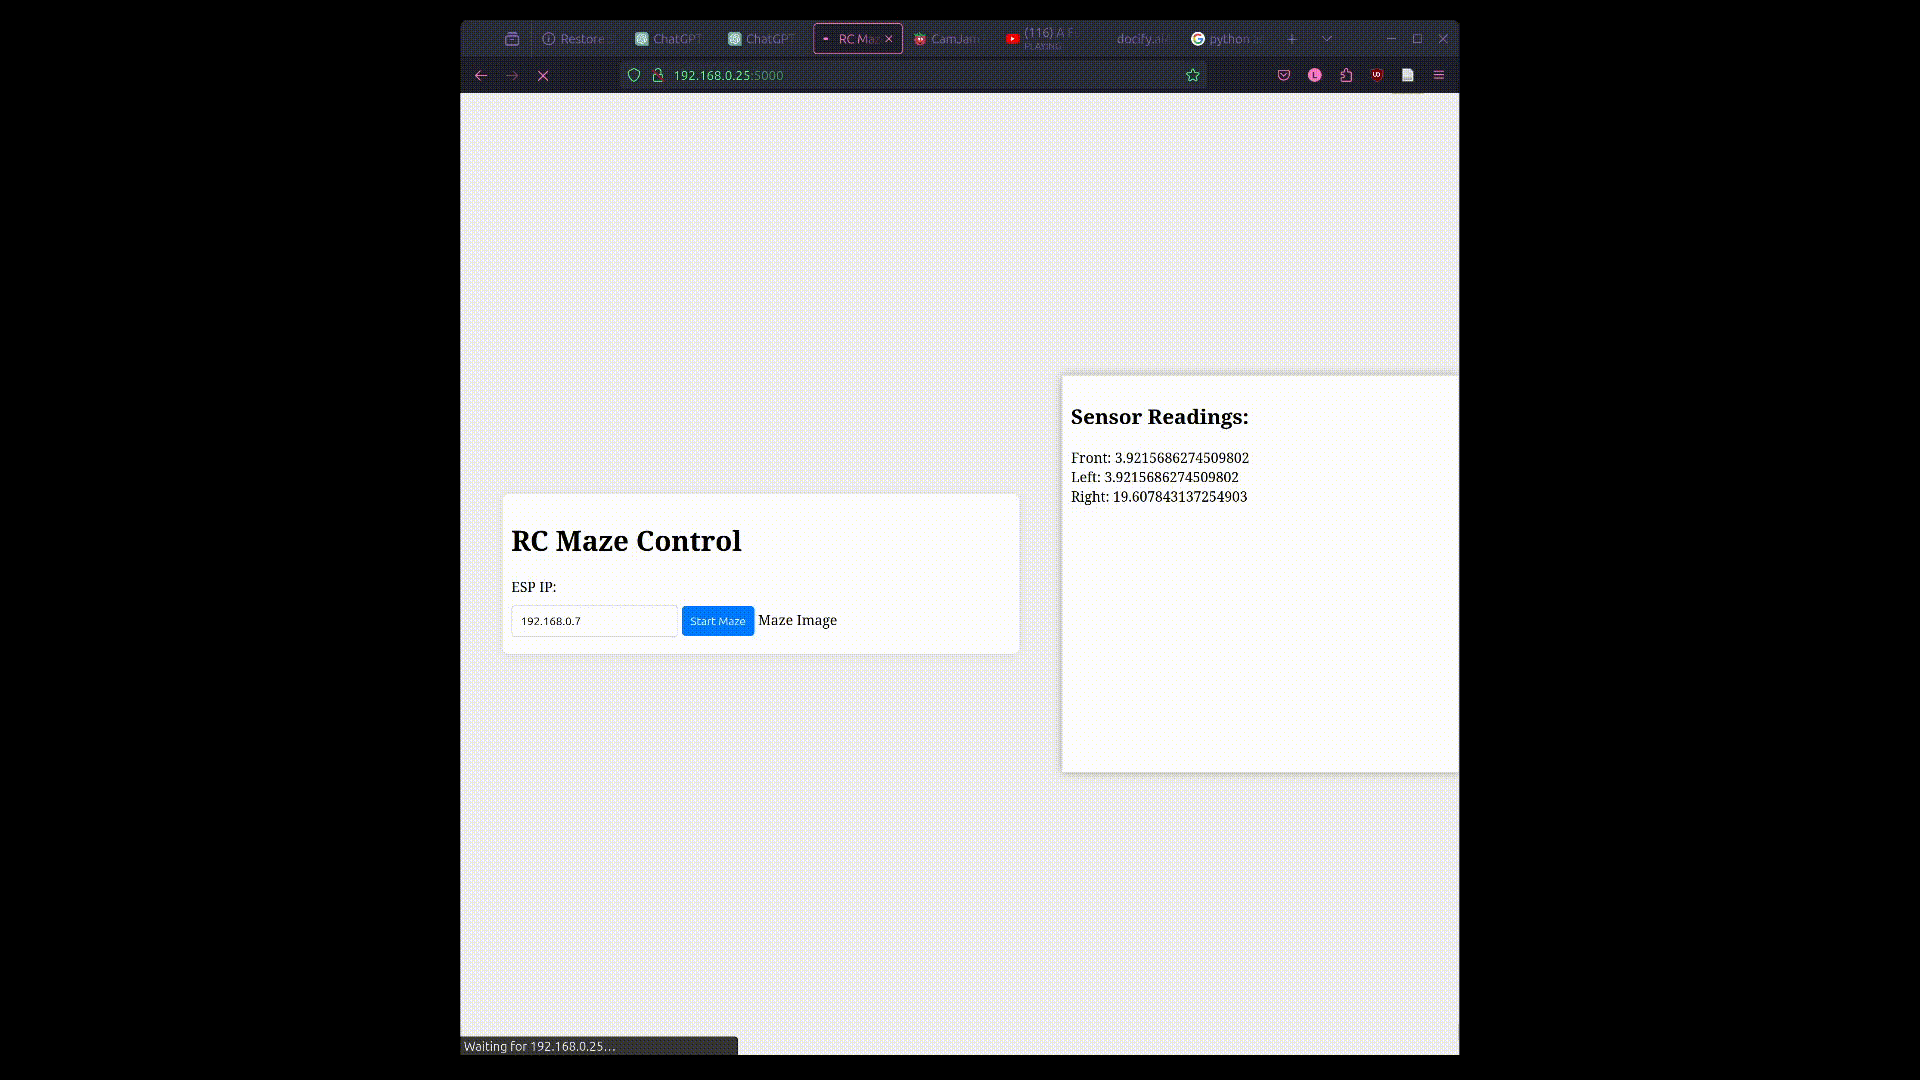 Restore
ChatGPT
ChatGPT
RC Maz
CamJam
(116) A F
PLAYING
docify.ai
python a
192.168.0.25:5000
L
Sensor Readings:
Front: 3.9215686274509802
Left: 3.9215686274509802
Right: 19.607843137254903
RC Maze Control
ESP IP:
192.168.0.7 Start Maze Maze Image
Waiting for 192.168.0.25...